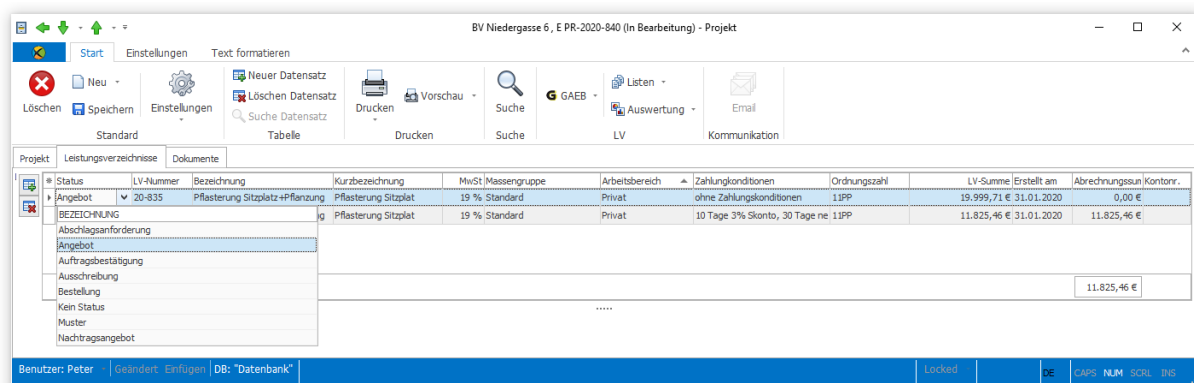 BV Niedergasse 6 , E PR-2020-840 (In Bearbeitung) - Projekt
Start Einstellungen Text formatieren
Löschen
Neu
Speichern
Einstellungen
Standard
Neuer Datensatz
Löschen Datensatz
Suche Datensatz
Tabelle
Drucken
Vorschau
Drucken
Suche
Suche
G GAEB
Listen
Auswertung
LV
Email
Kommunikation
Projekt Leistungsverzeichnisse Dokumente
Status LV-Nummer Bezeichnung Kurzbezeichnung MwSt Massengruppe Arbeitsbereich Zahlungkonditionen Ordnungszahl LV-Summe Erstellt am Abrechnungssun Kontonr.
Angebot 20-835 Pflasterung Sitzplatz+Pflanzung Pflasterung Sitzplat 19 % Standard Privat ohne Zahlungskonditionen 11PP 19.999,71 € 31.01.2020 0,00 €
g Pflasterung Sitzplat 19 % Standard Privat 10 Tage 3% Skonto, 30 Tage ne 11PP 11.825,46 € 31.01.2020 11.825,46 €
BEZEICHNUNG
Abschlagsanforderung
Angebot
Auftragsbestätigung
Ausschreibung
Bestellung
Kein Status
Muster
Nachtragsangebot
11.825,46 €
Benutzer: Peter Geändert Einfügen DB: "Datenbank" Locked DE CAPS NUM SCRL INS